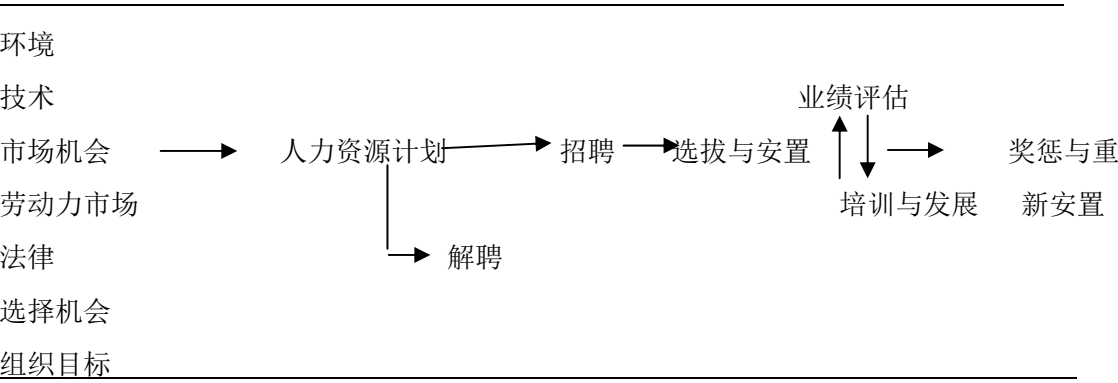 环境
技术 业绩评估
市场机会 人力资源计划 招聘 选拔与安置 奖惩与重
劳动力市场 培训与发展 新安置
法律 解聘
选择机会
组织目标